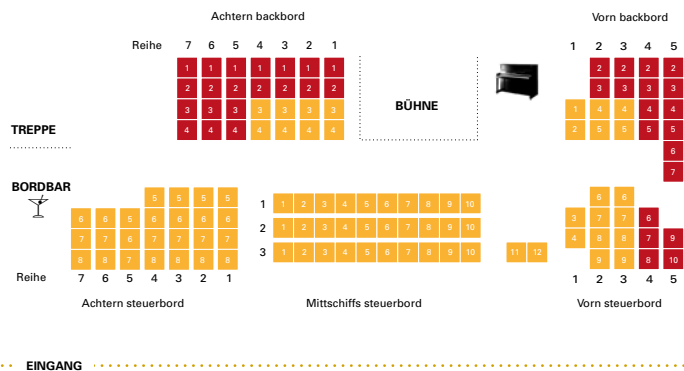 Achtern backbord
Vorn backbord
Reihe 7 6 5 4 3 2 1
1 2 3 4 5
1 1 1 1 1 1 1
2 2 2 2
2 2 2 2 2 2 2
3 3 3 3
3 3 3 3 3 3 3
BÜHNE
1 4 4 4 4
4 4 4 4 4 4 4
2 5 5 5 5
TREPPE
6
7
BORDBAR
5 5 5 5
6 6
6 6 6 6 6 6 6
1 1 2 3 4 5 6 7 8 9 10
3 7 7 6
7 7 6 6 7 7 7
2 1 2 3 4 5 6 7 8 9 10
4 8 8 7 9
8 8 8 8 8 8 8
3 1 2 3 4 5 6 7 8 9 10 11 12
9 9 8 10
Reihe 7 6 5 4 3 2 1
1 2 3 4 5
Achtern steuerbord
Mittschiffs steuerbord
Vorn steuerbord
EINGANG